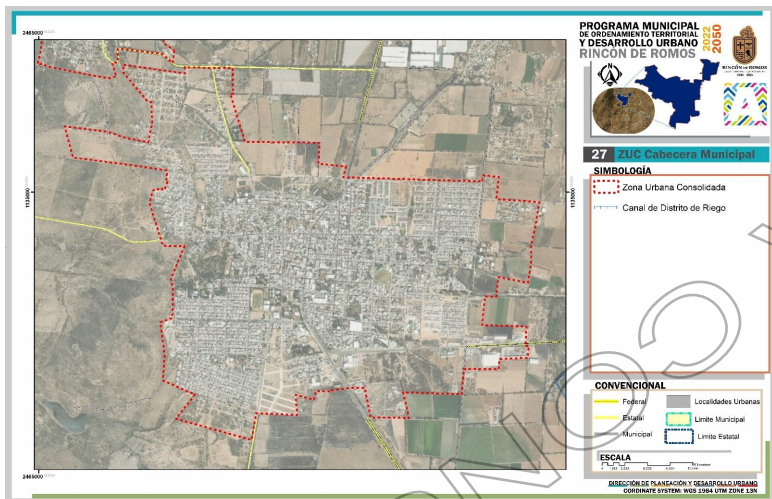 2465000
PROGRAMA MUNICIPAL
DE ORDENAMIENTO TERRITORIAL
Y DESARROLLO URBANO
RINCÓN DE ROMOS
2022
2050
RINCÓN DE ROMOS
N
27 ZUC Cabecera Municipal
SIMBOLOGÍA
Zona Urbana Consolidada
Canal de Distrito de Riego
CONVENCIONAL
Federal
Estatal
Municipal
Localidades Urbanas
Limite Municipal
Limite Estatal
ESCALA
DIRECCIÓN DE PLANEACIÓN Y DESARROLLO URBANO
CORDINATE SYSTEM: WGS 1984 UTM ZONE 13N
2465000